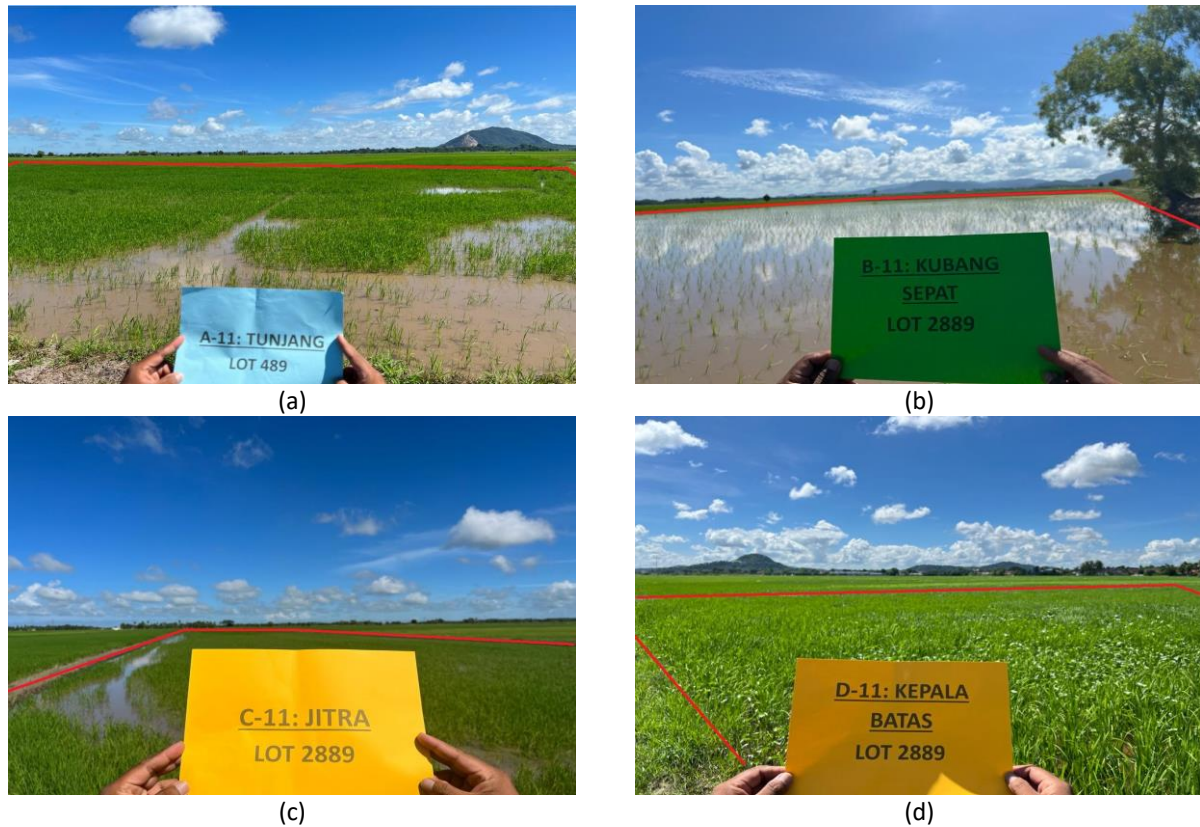 A-11: TUNJANG
LOT 489
(a)
B-11: KUBANG
SEPAT
LOT 2889
(b)
C-11: JITRA
LOT 2889
(c)
D-11: KEPALA
BATAS
LOT 2889
(d)